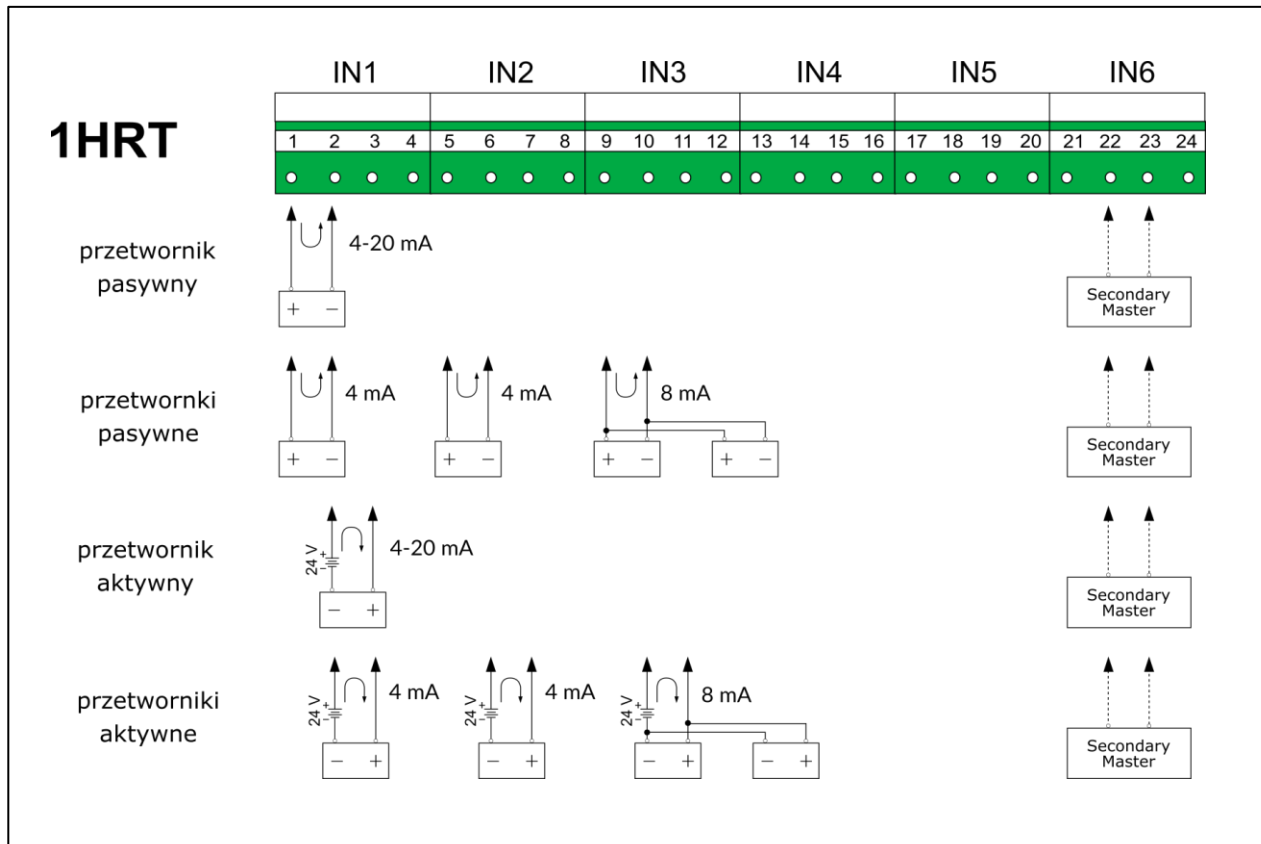 IN1 IN2 IN3 IN4 IN5 IN6
1HRT
1 2 3 4 5 6 7 8 9 10 11 12 13 14 15 16 17 18 19 20 21 22 23 24
przetwornik
pasywny
4-20 mA
+ −
Secondary
Master
przetwornki
pasywne
4 mA
4 mA
8 mA
+ − + − + − + −
Secondary
Master
przetwornik
aktywny
24 V
+
−
4-20 mA
− +
Secondary
Master
przetworniki
aktywne
24 V
+
−
4 mA
24 V
+
−
4 mA
24 V
+
−
8 mA
− + − + − + − +
Secondary
Master